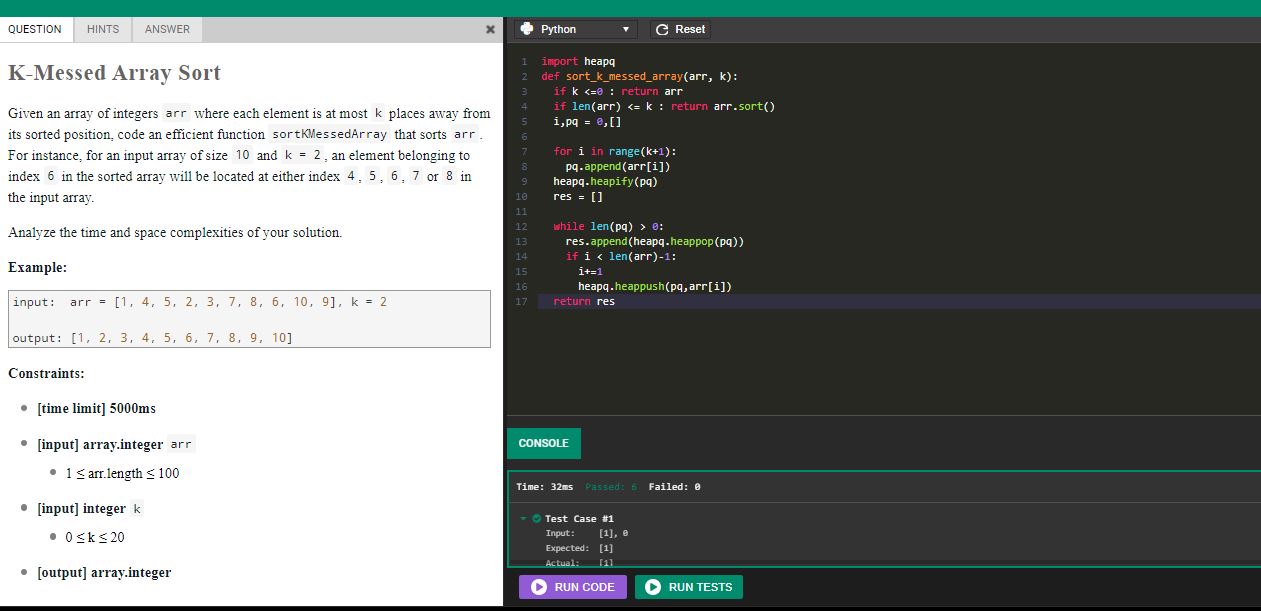 QUESTION HINTS ANSWER ✖
K-Messed Array Sort
Given an array of integers arr where each element is at most k places away from
its sorted position, code an efficient function sortKMessedArray that sorts arr .
For instance, for an input array of size 10 and k = 2 , an element belonging to
index 6 in the sorted array will be located at either index 4 , 5 , 6 , 7 or 8 in
the input array.
Analyze the time and space complexities of your solution.
Example:
input: arr = [1, 4, 5, 2, 3, 7, 8, 6, 10, 9], k = 2
output: [1, 2, 3, 4, 5, 6, 7, 8, 9, 10]
Constraints:
• [time limit] 5000ms
• [input] array.integer arr
• 1 ≤ arr.length ≤ 100
• [input] integer k
• 0 ≤ k ≤ 20
• [output] array.integer
Python ▼ Reset
1 import heapq
2 def sort_k_messed_array(arr, k):
3 if k <=0 : return arr
4 if len(arr) <= k : return arr.sort()
5 i,pq = 0,[]
6
7 for i in range(k+1):
8 pq.append(arr[i])
9 heapq.heapify(pq)
10 res = []
11
12 while len(pq) > 0:
13 res.append(heapq.heappop(pq))
14 if i < len(arr)-1:
15 i+=1
16 heapq.heappush(pq,arr[i])
17 return res
CONSOLE
Time: 32ms Passed: 6 Failed: 0
Test Case #1
Input: [1], 0
Expected: [1]
Actual: [1]
RUN CODE RUN TESTS